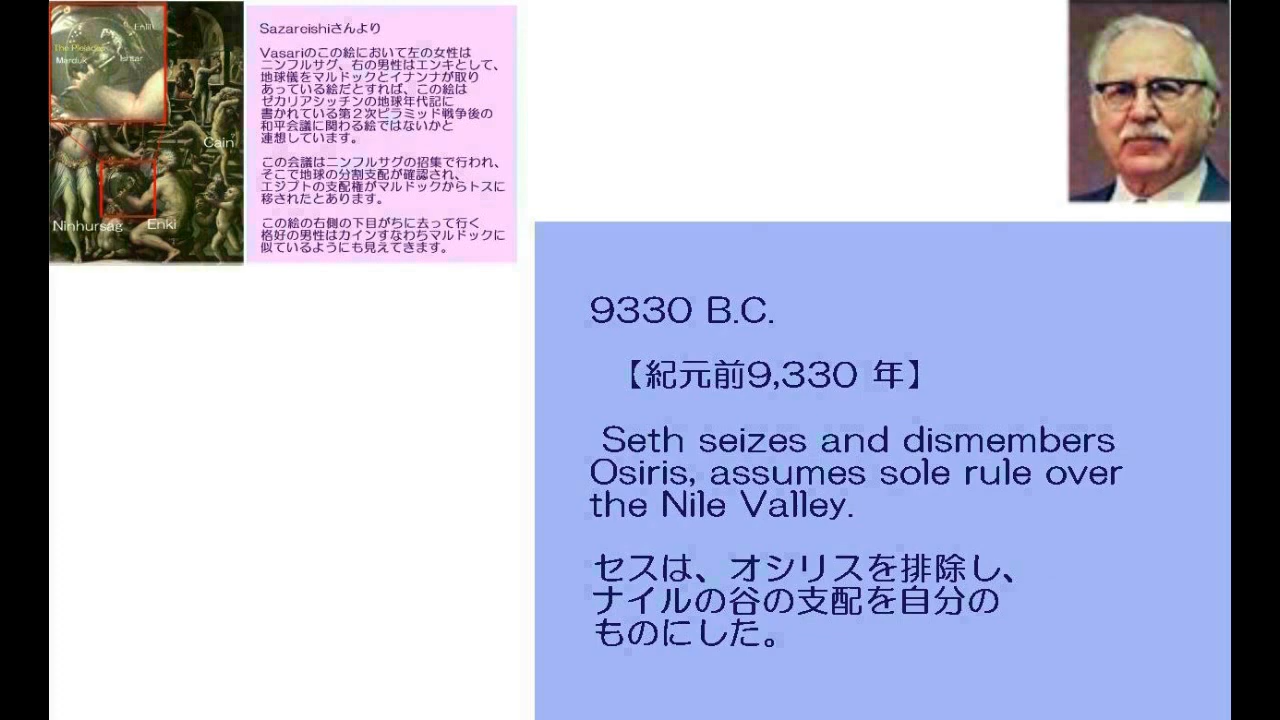 Enlil
The Pleiades
Marduk
Ishtar
Cain
Ninhursag
Enki
Sazareishiさんより
Vasariのこの絵において左の女性は
ニンフルサグ、右の男性はエンキとして、
地球儀をマルドックとイナンナが取り
あっている絵だとすれば、この絵は
ゼカリアシッチンの地球年代記に
書かれている第２次ピラミッド戦争後の
和平会議に関わる絵ではないかと
連想しています。
この会議はニンフルサグの招集で行われ、
そこで地球の分割支配が確認され、
エジプトの支配権がマルドックからトスに
移されたとあります。
この絵の右側の下目がちに去って行く
格好の男性はカインすなわちマルドックに
似ているようにも見えてきます。
9330 B.C.
【紀元前9,330 年】
Seth seizes and dismembers
Osiris, assumes sole rule over
the Nile Valley.
セスは、オシリスを排除し、
ナイルの谷の支配を自分の
ものにした。